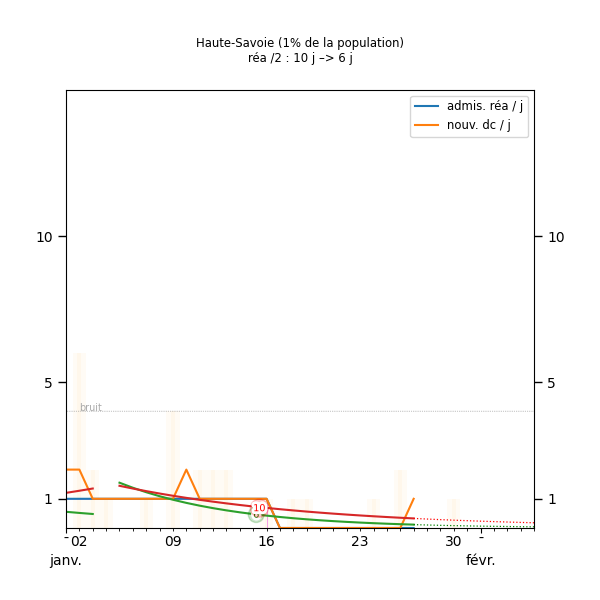 Haute-Savoie (1% de la population)
réa /2 : 10 j –> 6 j
admis. réa / j
nouv. dc / j
10 10
5 5
bruit
1 1
10
6
02 09 16 23 30
janv. févr.